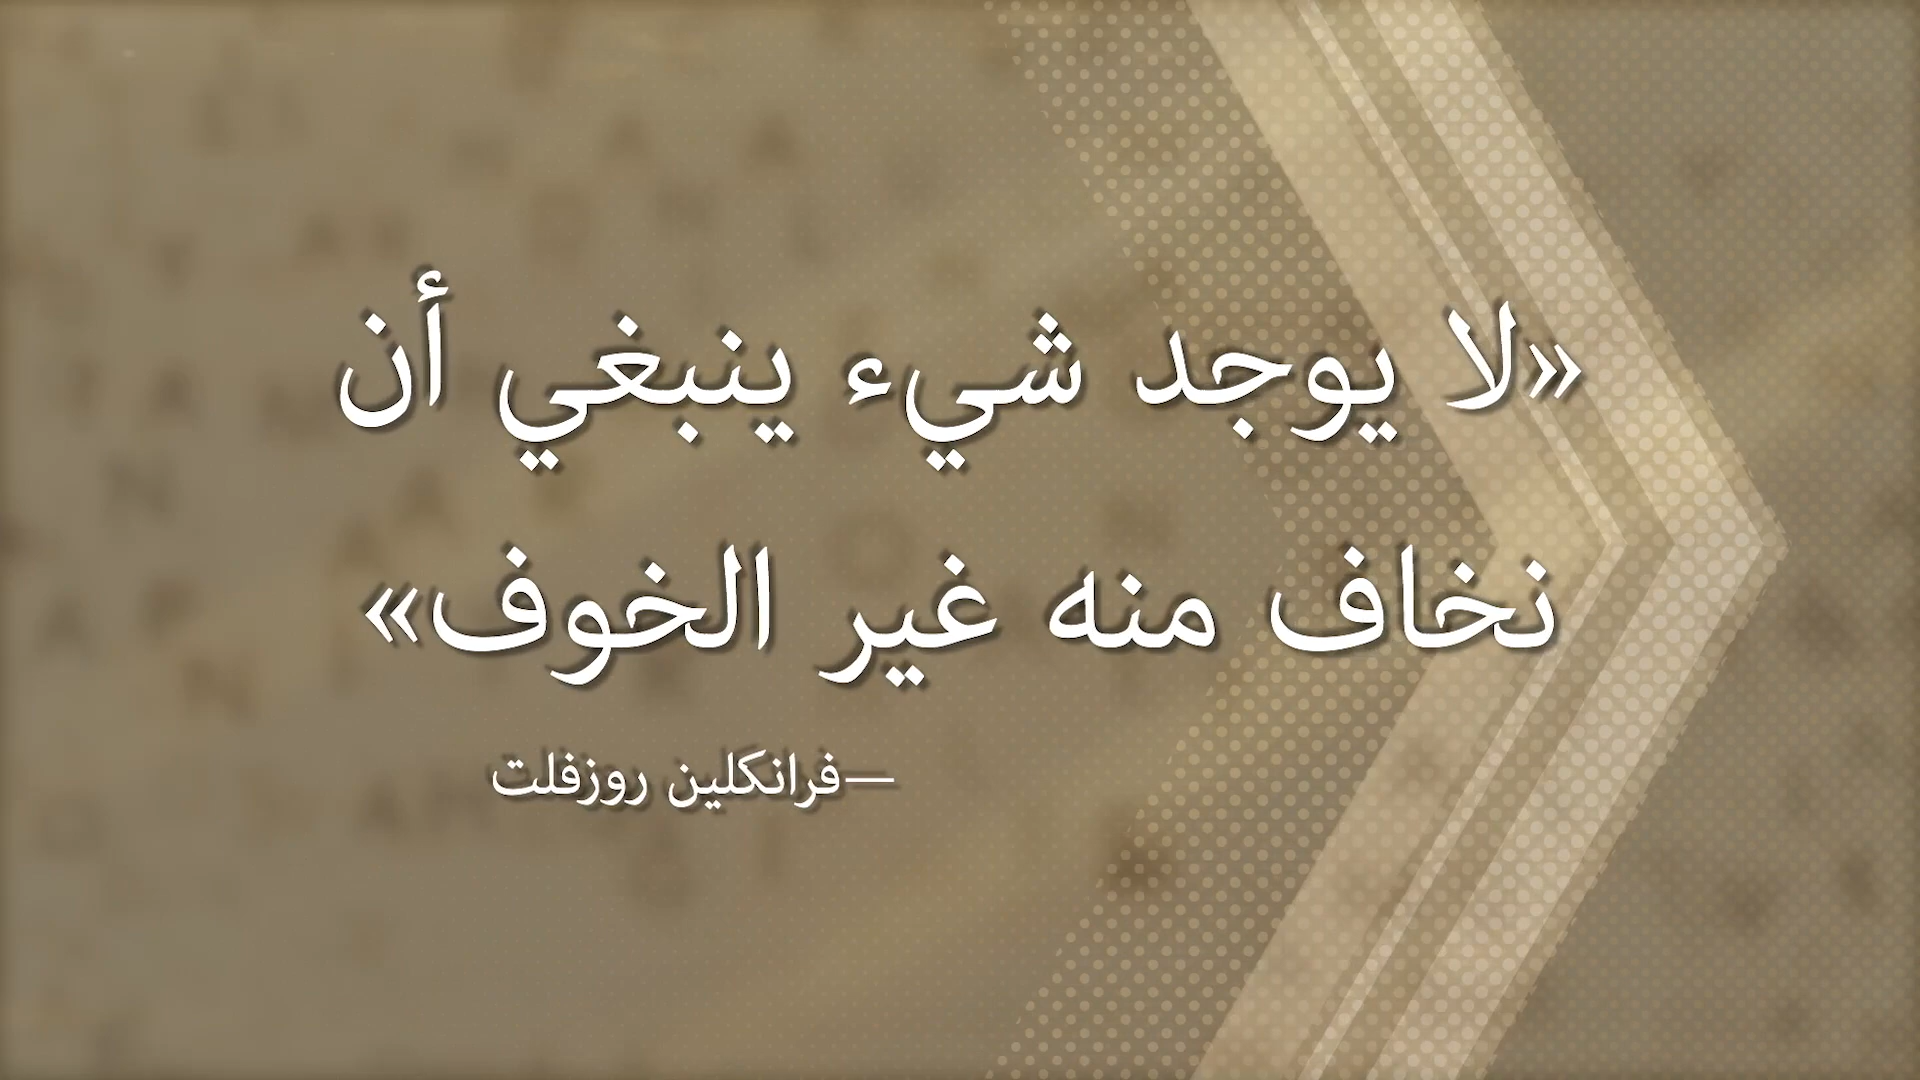 «لا يوجد شيء ينبغي أن
نخاف منه غير الخوف»
—فرانكلين روزفلت